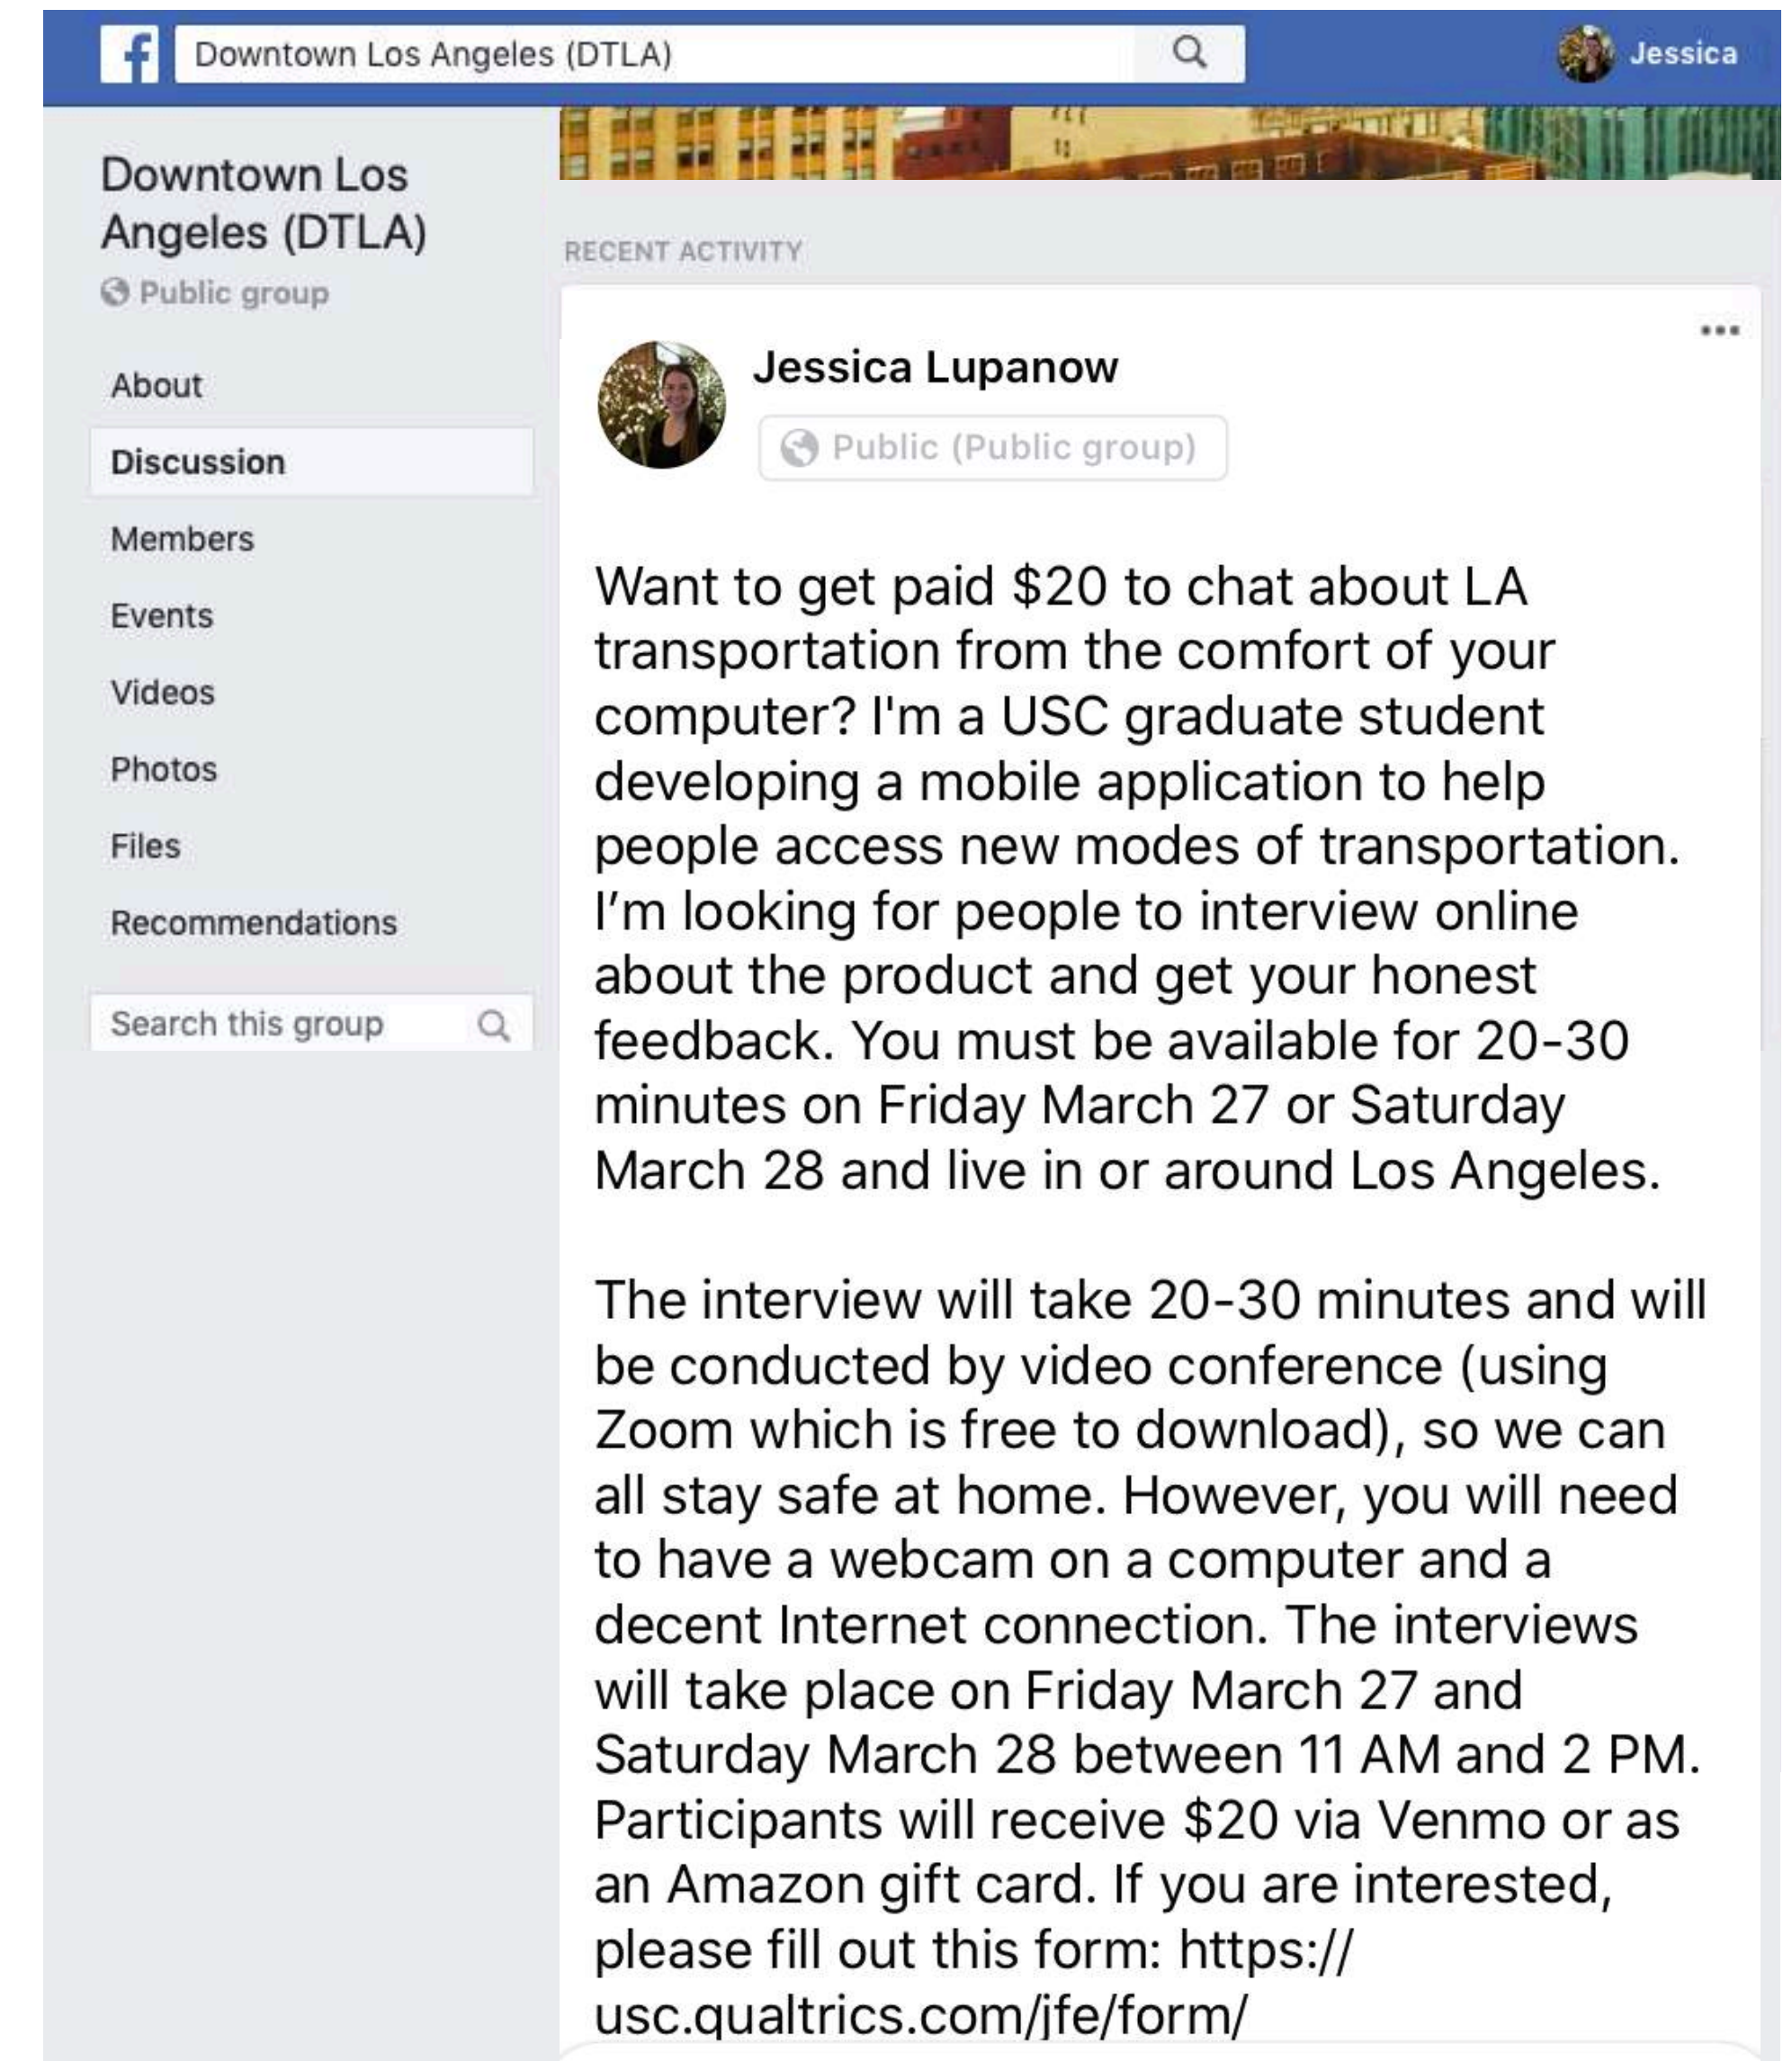 f
Downtown Los Angeles (DTLA)
Jessica
Downtown Los
Angeles (DTLA)
Public group
About
Discussion
Members
Events
Videos
Photos
Files
Recommendations
Search this group
RECENT ACTIVITY
Jessica Lupanow
Public (Public group)
Want to get paid $20 to chat about LA
transportation from the comfort of your
computer? I'm a USC graduate student
developing a mobile application to help
people access new modes of transportation.
I’m looking for people to interview online
about the product and get your honest
feedback. You must be available for 20-30
minutes on Friday March 27 or Saturday
March 28 and live in or around Los Angeles.
The interview will take 20-30 minutes and will
be conducted by video conference (using
Zoom which is free to download), so we can
all stay safe at home. However, you will need
to have a webcam on a computer and a
decent Internet connection. The interviews
will take place on Friday March 27 and
Saturday March 28 between 11 AM and 2 PM.
Participants will receive $20 via Venmo or as
an Amazon gift card. If you are interested,
please fill out this form: https://
usc.qualtrics.com/jfe/form/